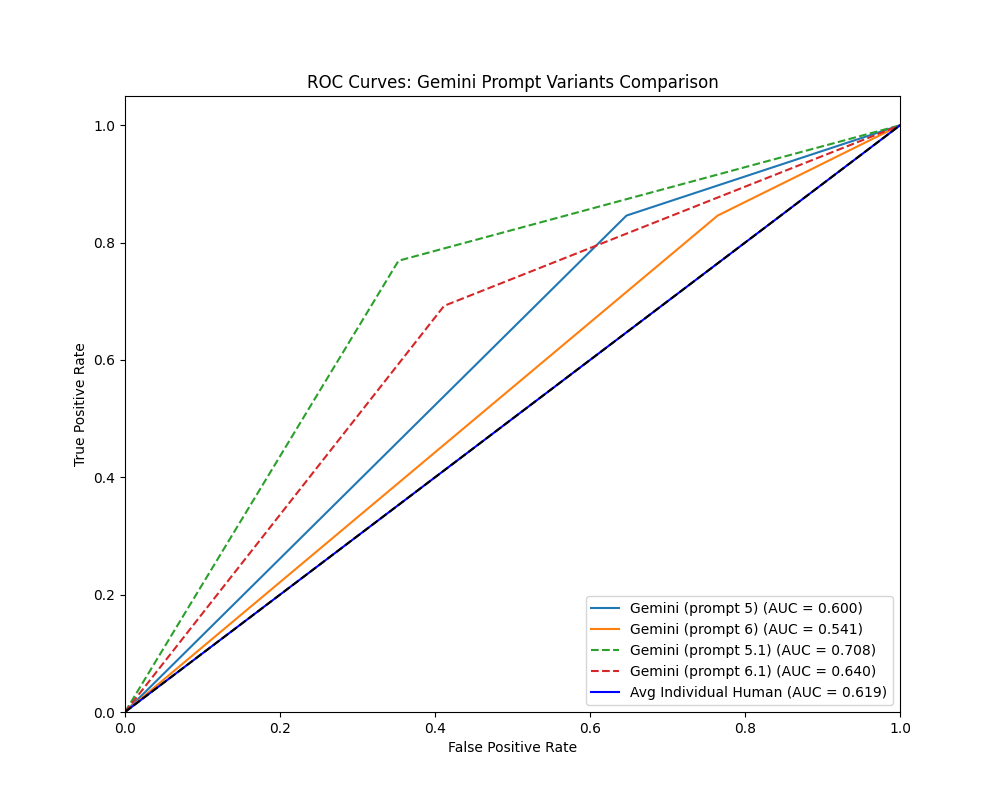 ROC Curves: Gemini Prompt Variants Comparison
True Positive Rate
1.0
0.8
0.6
0.4
0.2
0.0
0.0 0.2 0.4 0.6 0.8 1.0
False Positive Rate
Gemini (prompt 5) (AUC = 0.600)
Gemini (prompt 6) (AUC = 0.541)
Gemini (prompt 5.1) (AUC = 0.708)
Gemini (prompt 6.1) (AUC = 0.640)
Avg Individual Human (AUC = 0.619)